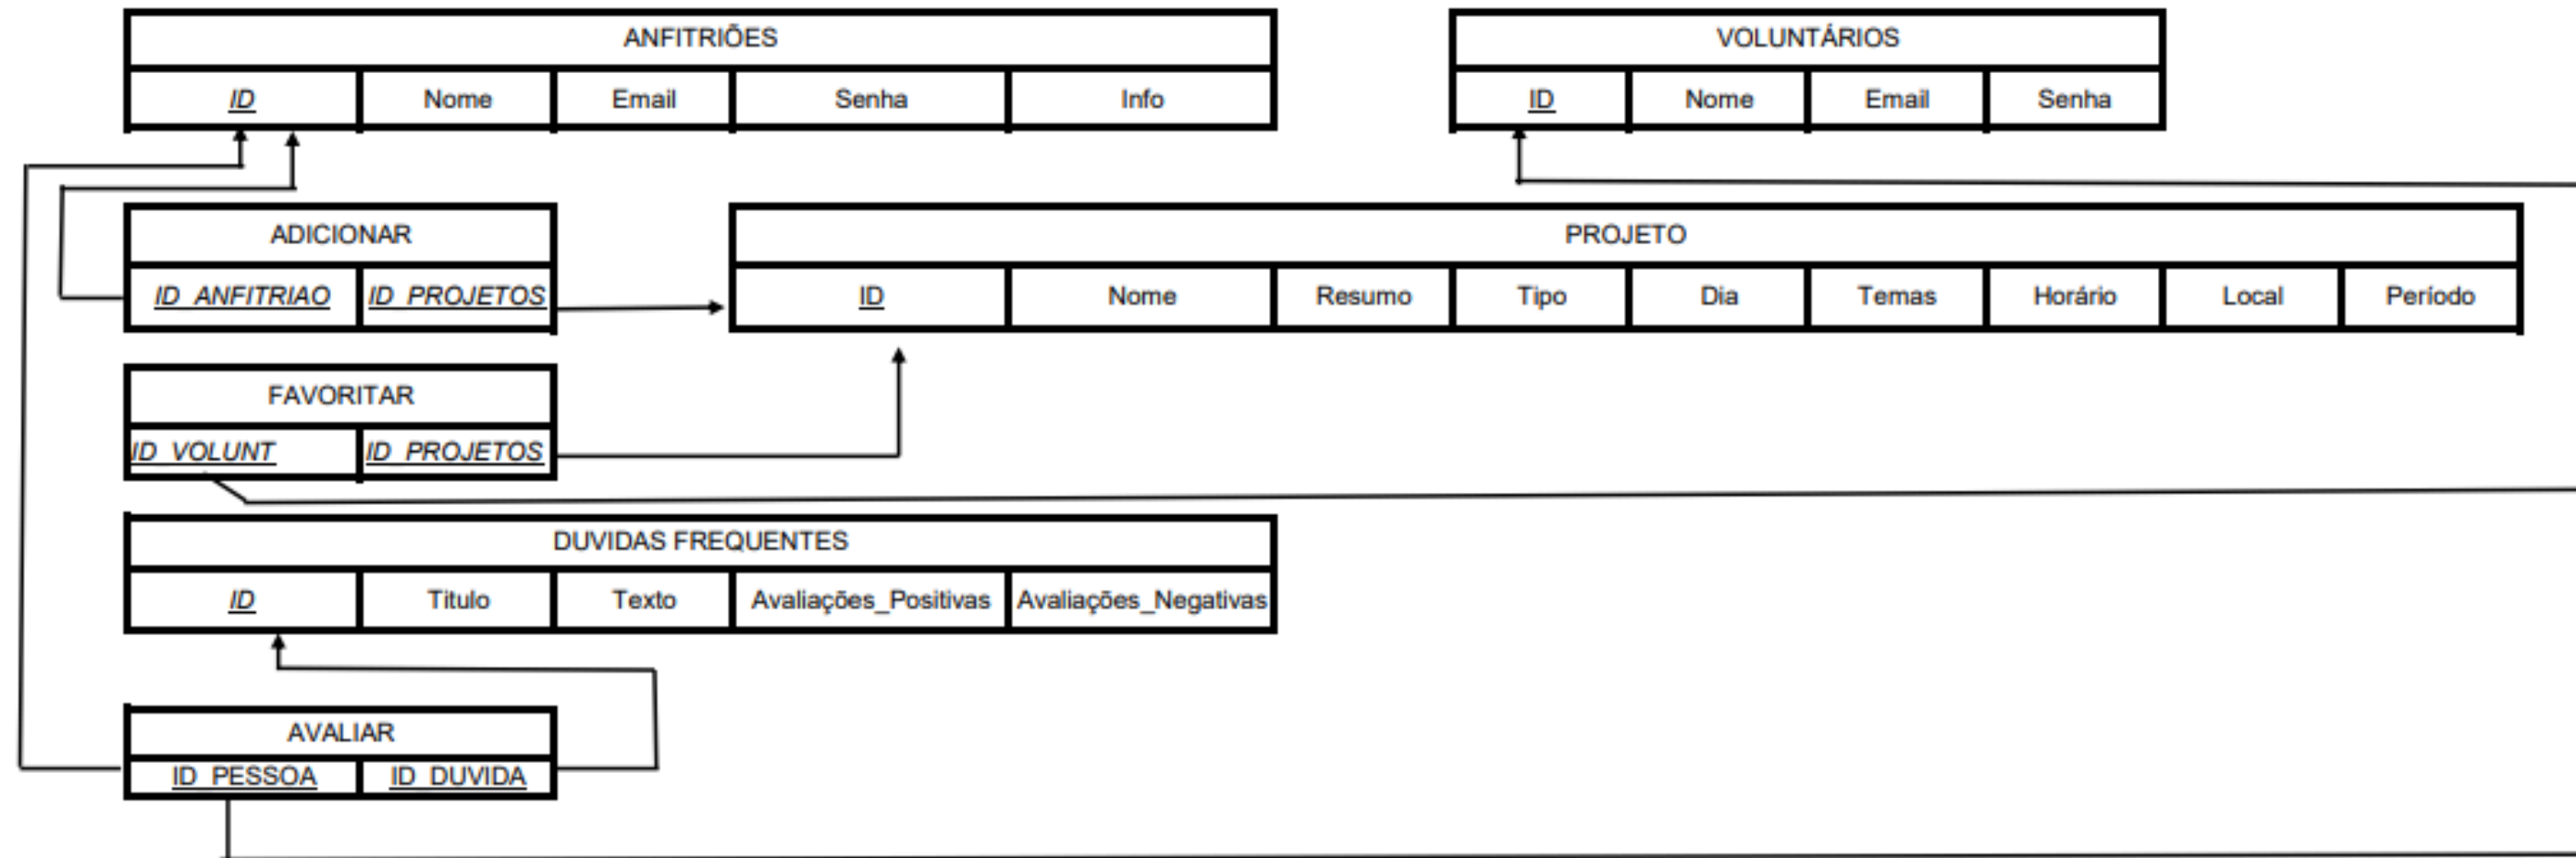 ANFITRIÕES
ID Nome Email Senha Info
VOLUNTÁRIOS
ID Nome Email Senha
ADICIONAR
ID_ANFITRIAO ID_PROJETOS
PROJETO
ID Nome Resumo Tipo Dia Temas Horário Local Período
FAVORITAR
ID_VOLUNT ID_PROJETOS
DUVIDAS FREQUENTES
ID Titulo Texto Avaliações_Positivas Avaliações_Negativas
AVALIAR
ID_PESSOA ID_DUVIDA